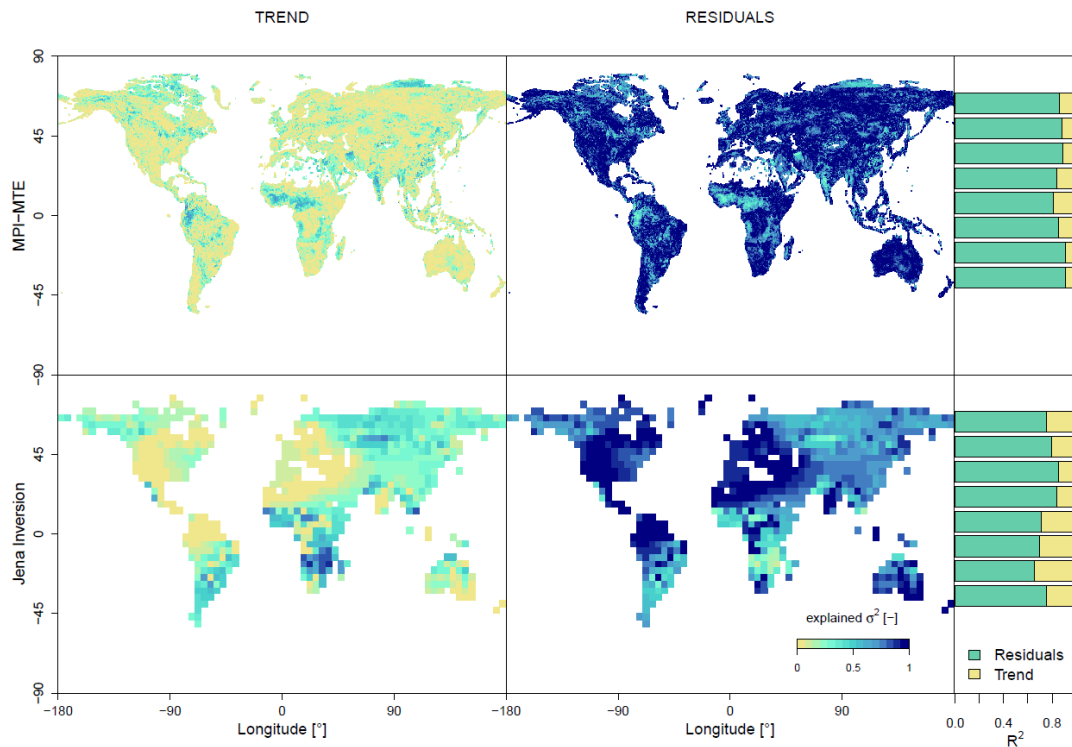 TREND
RESIDUALS
MPI−MTE
90
45
0
−45
−90
Jena Inversion
45
0
−45
−90
explained σ² [−]
0
0.5
1
Residuals
Trend
−180
−90
0
90
−180
−90
0
90
0.0
0.4
0.8
Longitude [°]
Longitude [°]
R²